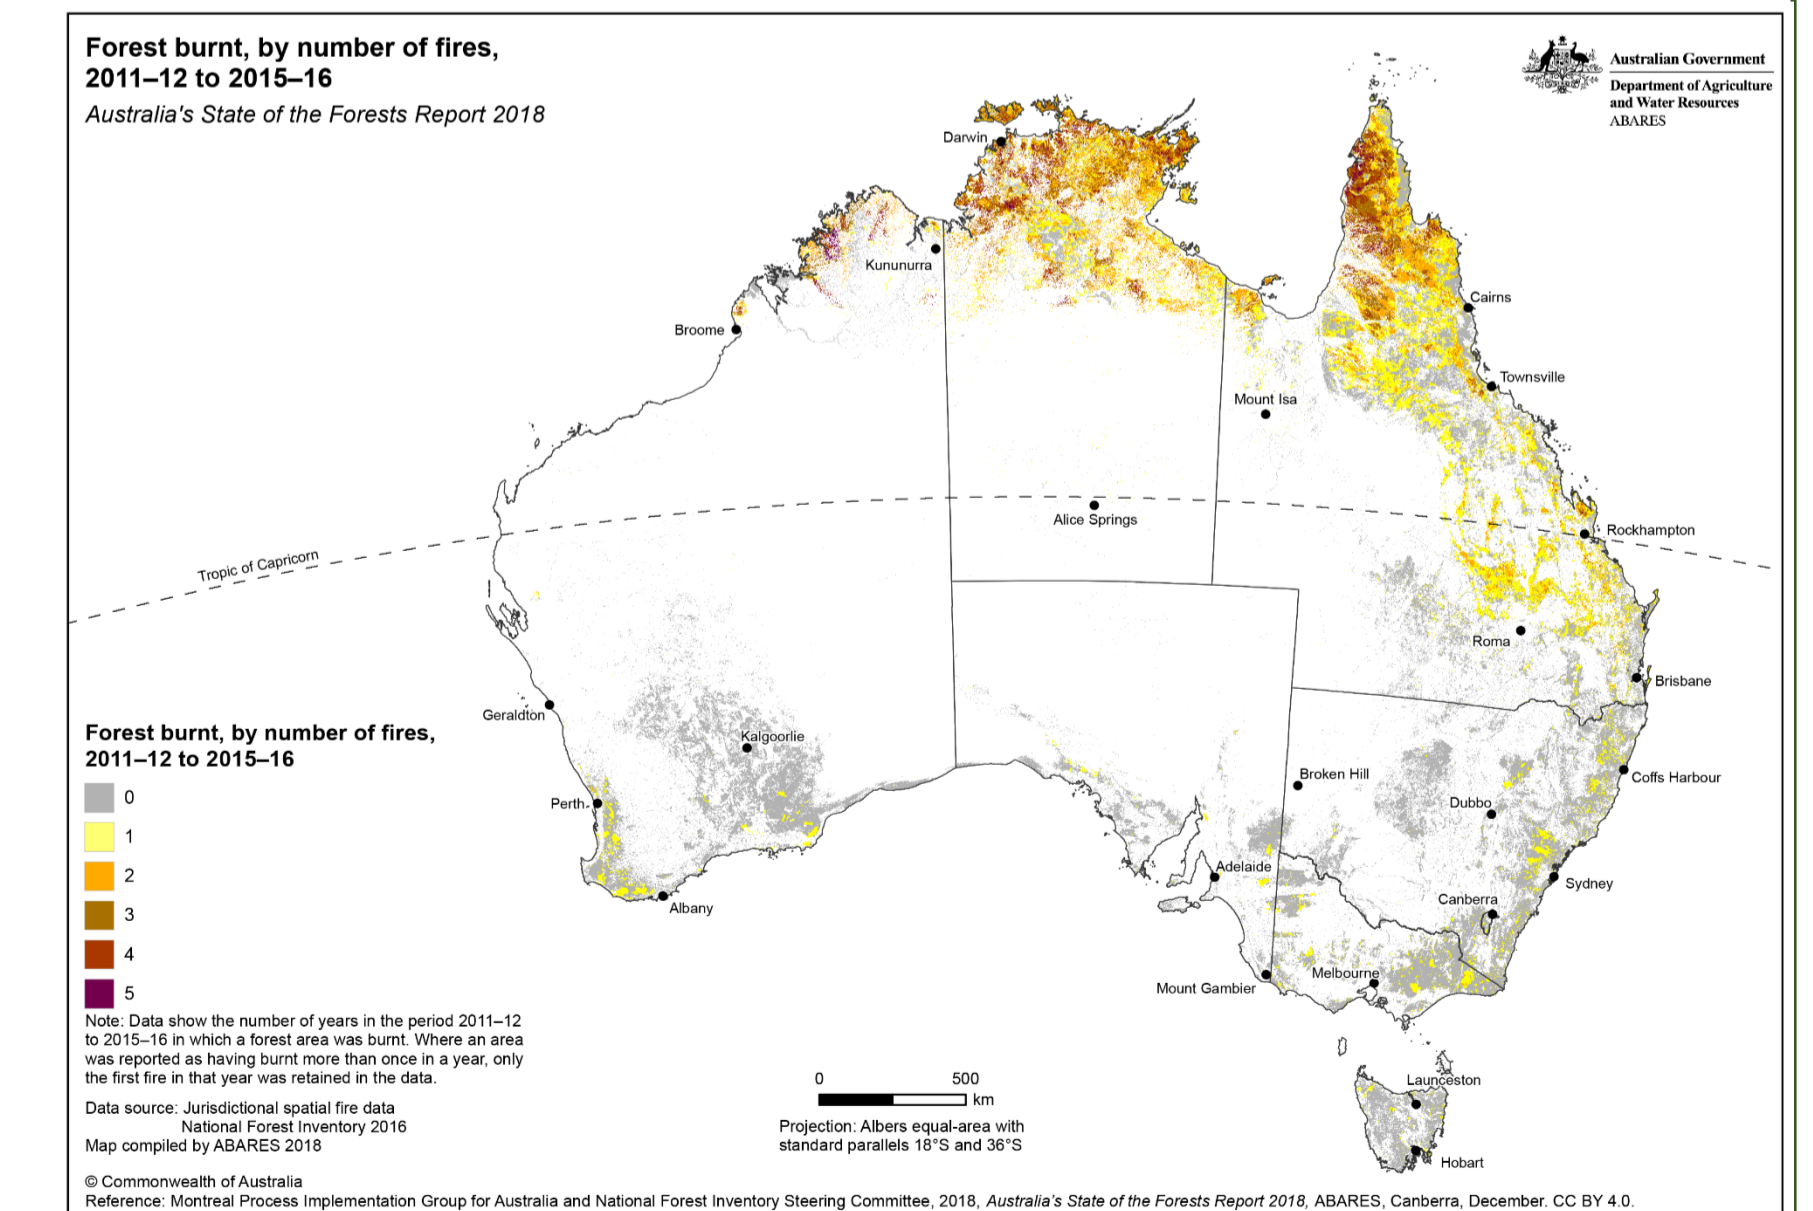 Forest burnt, by number of fires,
2011–12 to 2015–16
Australia's State of the Forests Report 2018
Australian Government
Department of Agriculture
and Water Resources
ABARES
Darwin
Kununurra
Broome
Cairns
Townsville
Mount Isa
Alice Springs
Rockhampton
Tropic of Capricorn
Roma
Brisbane
Geraldton
Kalgoorlie
Broken Hill
Coffs Harbour
Perth
Dubbo
Adelaide
Sydney
Canberra
Albany
Melbourne
Mount Gambier
Launceston
Hobart
Forest burnt, by number of fires,
2011–12 to 2015–16
0
1
2
3
4
5
Note: Data show the number of years in the period 2011–12
to 2015–16 in which a forest area was burnt. Where an area
was reported as having burnt more than once in a year, only
the first fire in that year was retained in the data.
Data source: Jurisdictional spatial fire data
National Forest Inventory 2016
Map compiled by ABARES 2018
0 500
km
Projection: Albers equal-area with
standard parallels 18°S and 36°S
© Commonwealth of Australia
Reference: Montreal Process Implementation Group for Australia and National Forest Inventory Steering Committee, 2018, Australia's State of the Forests Report 2018, ABARES, Canberra, December. CC BY 4.0.